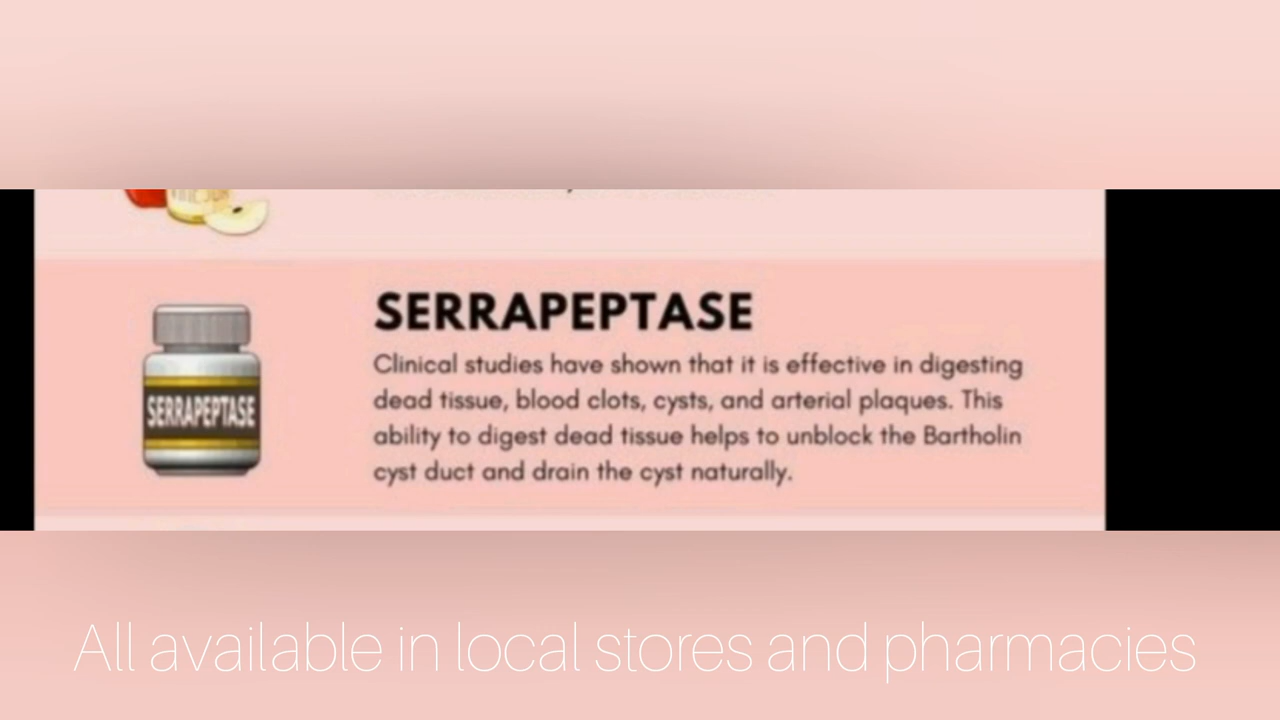 SERRAPEPTASE
SERRAPEPTASE
Clinical studies have shown that it is effective in digesting
dead tissue, blood clots, cysts, and arterial plaques. This
ability to digest dead tissue helps to unblock the Bartholin
cyst duct and drain the cyst naturally.
All available in local stores and pharmacies